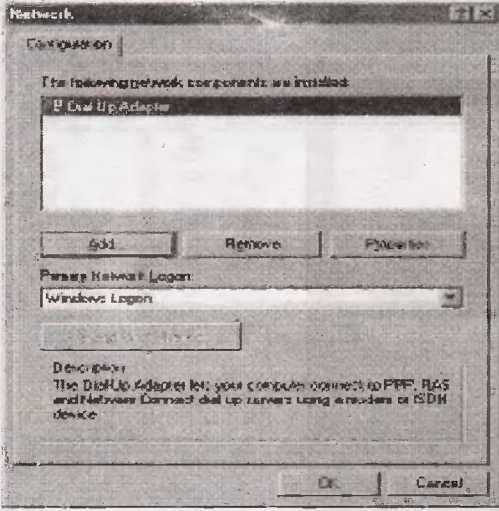 Network
Configuration
The following network components are installed:
Dial-Up Adapter
Add
Remove
Properties
Primary Network Logon:
Windows Logon
Description
The Dial-Up Adapter lets your computer connect to PPP, RAS
and Netware Connect dial up servers using a modem or ISDN
device
OK
Cancel